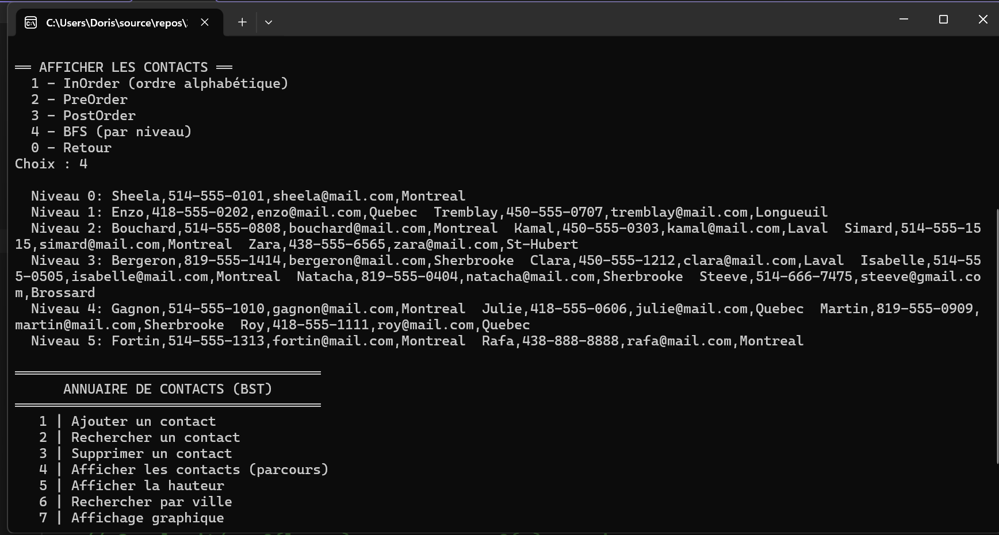 C:\Users\Doris\source\repos\
== AFFICHER LES CONTACTS ==
1 - InOrder (ordre alphabétique)
2 - PreOrder
3 - PostOrder
4 - BFS (par niveau)
0 - Retour
Choix : 4
Niveau 0: Sheela,514-555-0101,sheela@mail.com,Montreal
Niveau 1: Enzo,418-555-0202,enzo@mail.com,Quebec  Tremblay,450-555-0707,tremblay@mail.com,Longueuil
Niveau 2: Bouchard,514-555-0808,bouchard@mail.com,Montreal  Kamal,450-555-0303,kamal@mail.com,Laval  Simard,514-555-15
15,simard@mail.com,Montreal  Zara,438-555-6565,zara@mail.com,St-Hubert
Niveau 3: Bergeron,819-555-1414,bergeron@mail.com,Sherbrooke  Clara,450-555-1212,clara@mail.com,Laval  Isabelle,514-55
5-0505,isabelle@mail.com,Montreal  Natacha,819-555-0404,natacha@mail.com,Sherbrooke  Steeve,514-666-7475,steeve@gmail.co
m,Brossard
Niveau 4: Gagnon,514-555-1010,gagnon@mail.com,Montreal  Julie,418-555-0606,julie@mail.com,Quebec  Martin,819-555-0909,
martin@mail.com,Sherbrooke  Roy,418-555-1111,roy@mail.com,Quebec
Niveau 5: Fortin,514-555-1313,fortin@mail.com,Montreal  Rafa,438-888-8888,rafa@mail.com,Montreal
ANNUAIRE DE CONTACTS (BST)
1 | Ajouter un contact
2 | Rechercher un contact
3 | Supprimer un contact
4 | Afficher les contacts (parcours)
5 | Afficher la hauteur
6 | Rechercher par ville
7 | Affichage graphique